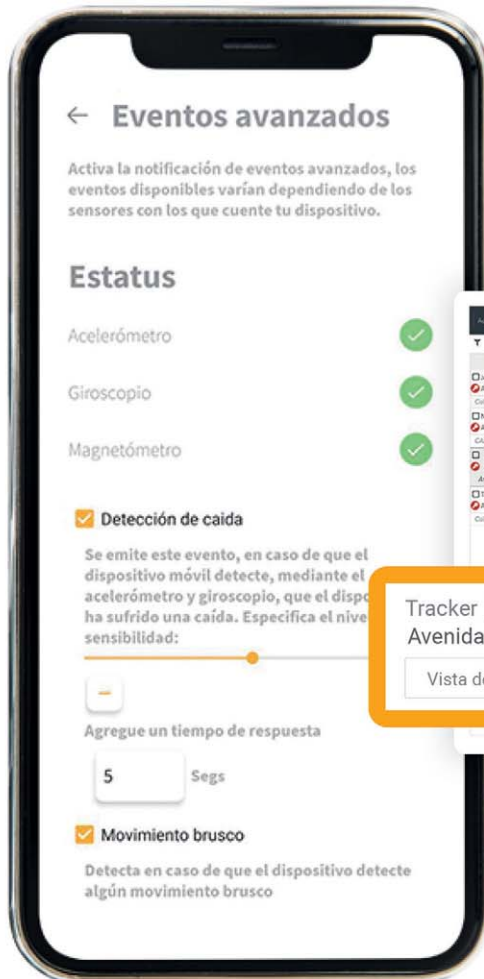 ← Eventos avanzados
Activa la notificación de eventos avanzados, los
eventos disponibles varían dependiendo de los
sensores con los que cuente tu dispositivo.
Estatus
Acelerómetro
Giroscopio
Magnetómetro
Detección de caida
Se emite este evento, en caso de que el
dispositivo móvil detecte, mediante el
acelerómetro y giroscopio, que el dispo
ha sufrido una caída. Especifica el nive
sensibilidad:
Agregue un tiempo de respuesta
5 Segs
Movimiento brusco
Detecta en caso de que el dispositivo detecte
algún movimiento brusco
Tracker
Avenida
Vista de